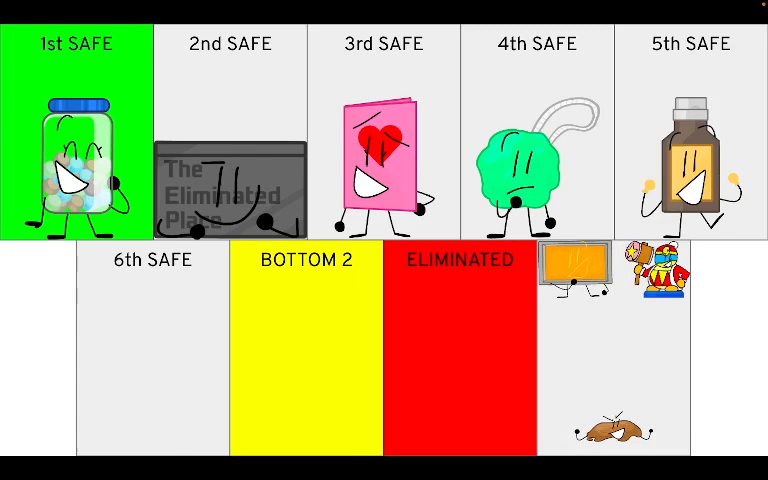 1st SAFE
2nd SAFE
3rd SAFE
4th SAFE
5th SAFE
The
Eliminated
Place
6th SAFE
BOTTOM 2
ELIMINATED